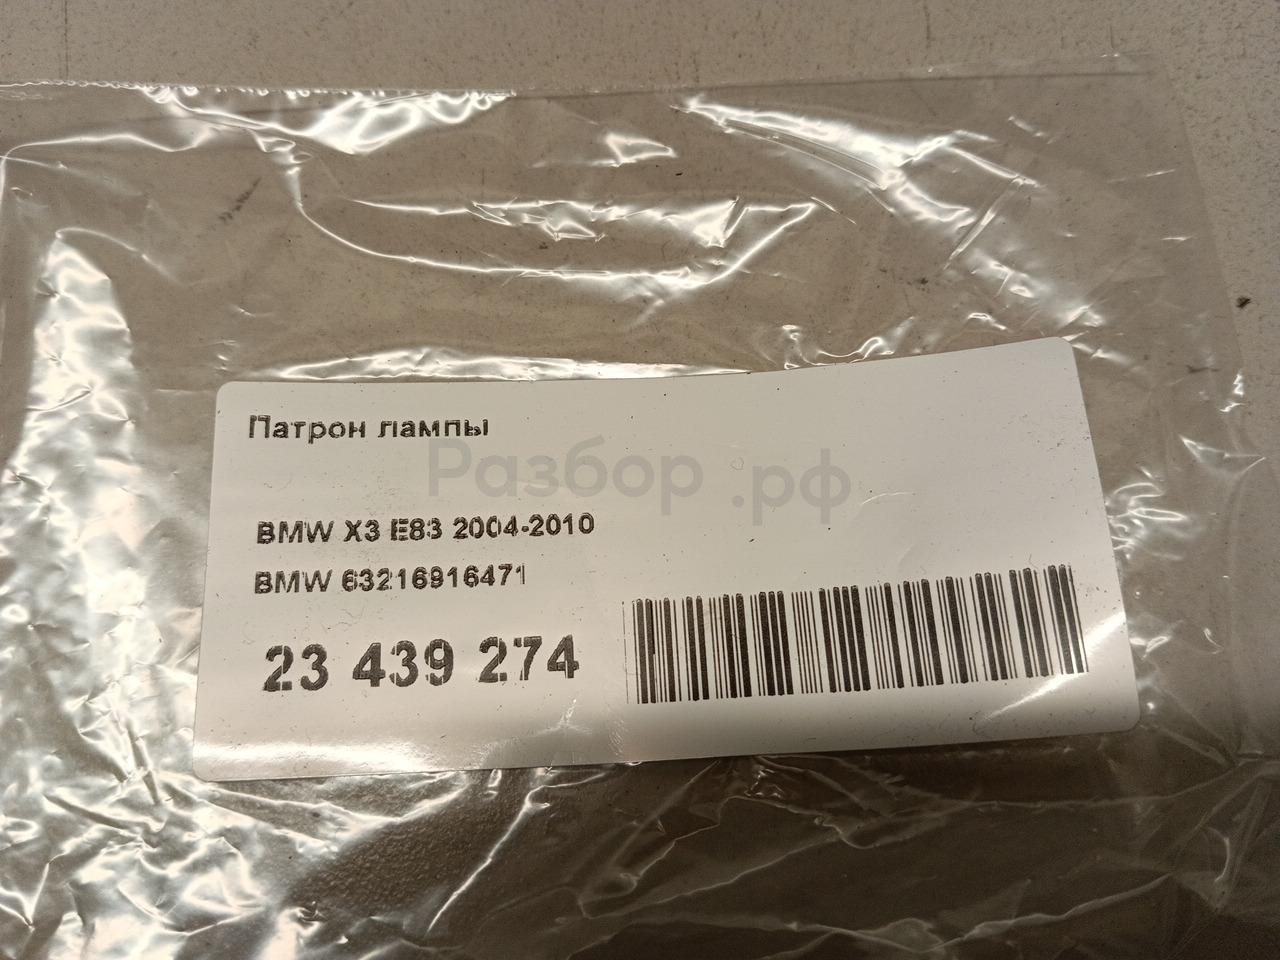 Патрон лампы
Разбор.рф
BMW X3 E83 2004-2010
BMW 63216916471
23 439 274